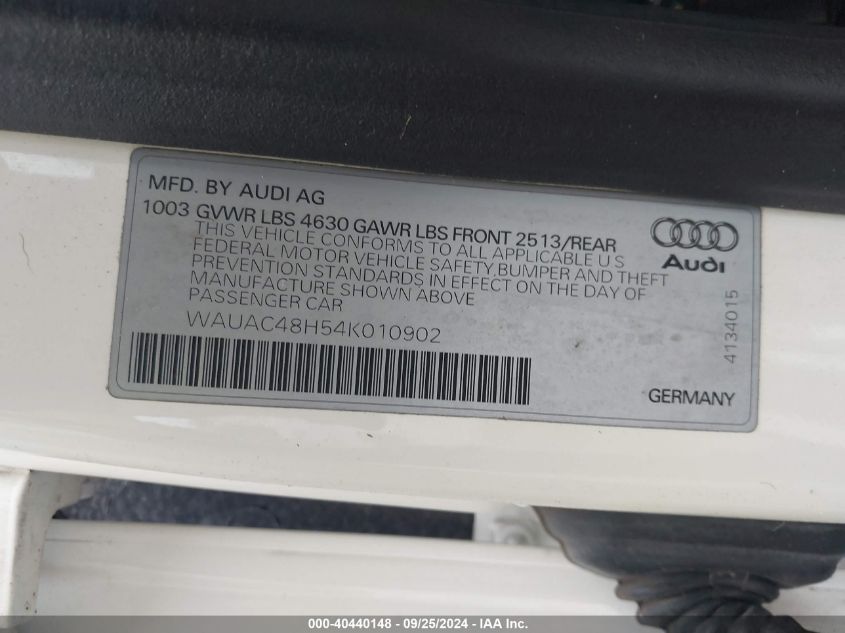 MFD. BY AUDI AG
1003 GVWR LBS 4630 GAWR LBS FRONT 2513/REAR
THIS VEHICLE CONFORMS TO ALL APPLICABLE U S
FEDERAL MOTOR VEHICLE SAFETY,BUMPER AND THEFT
PREVENTION STANDARDS IN EFFECT ON THE DAY OF
MANUFACTURE SHOWN ABOVE
PASSENGER CAR
WAUAC48H54K010902
Audi
4134015
GERMANY
000-40440148 - 09/25/2024 - IAA Inc.